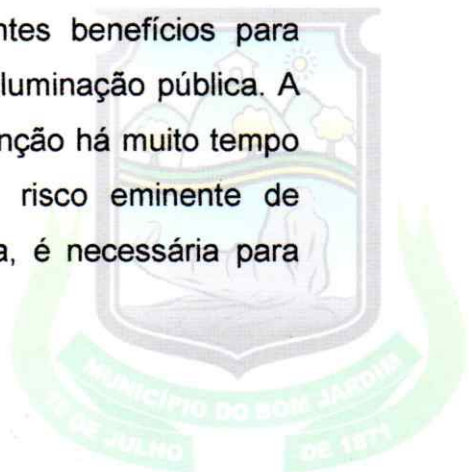 ntes benefícios para
luminação pública. A
nção há muito tempo
risco eminente de
a, é necessária para
MUNICÍPIO DO BOM JARDIM
DE JULHO
DE 1871